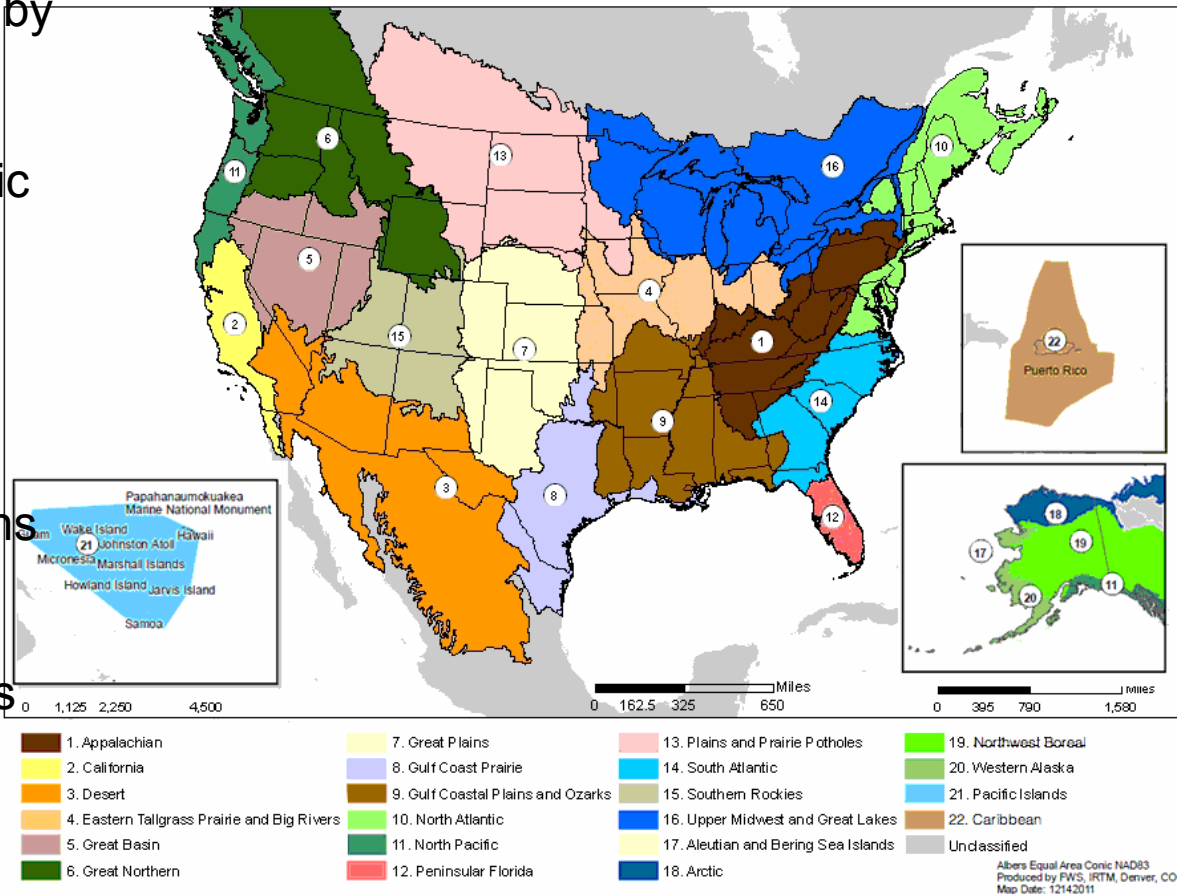 by
ic
ns
s
6
13
11
10
16
5
4
2
15
7
1
9
14
3
8
12
22
Puerto Rico
Papahanaumokuakea
Marine National Monument
Wake Island
Hawaii
21
Johnston Atoll
Micronesia
Marshall Islands
Howland Island
Jarvis Island
Samoa
18
17
19
20
11
0 1,125 2,250 4,500
Miles
0 162.5 325 650
Miles
0 395 790 1,580
1. Appalachian
2. California
3. Desert
4. Eastern Tallgrass Prairie and Big Rivers
5. Great Basin
6. Great Northern
7. Great Plains
8. Gulf Coast Prairie
9. Gulf Coastal Plains and Ozarks
10. North Atlantic
11. North Pacific
12. Peninsular Florida
13. Plains and Prairie Potholes
14. South Atlantic
15. Southern Rockies
16. Upper Midwest and Great Lakes
17. Aleutian and Bering Sea Islands
18. Arctic
19. Northwest Boreal
20. Western Alaska
21. Pacific Islands
22. Caribbean
Unclassified
Albers Equal Area Conic NAD83
Produced by FWS, IRTM, Denver, CO
Map Date: 12142011